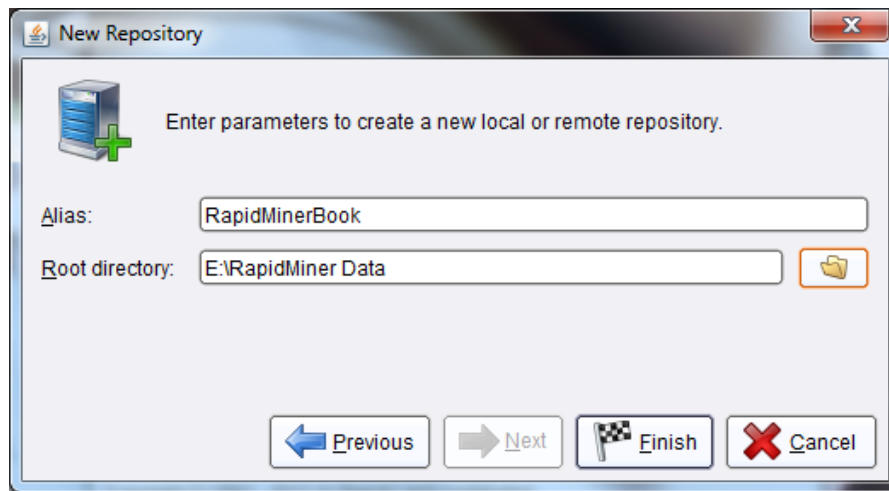 New Repository
Enter parameters to create a new local or remote repository.
Alias: RapidMinerBook
Root directory: E:\RapidMiner Data
Previous Next Finish Cancel